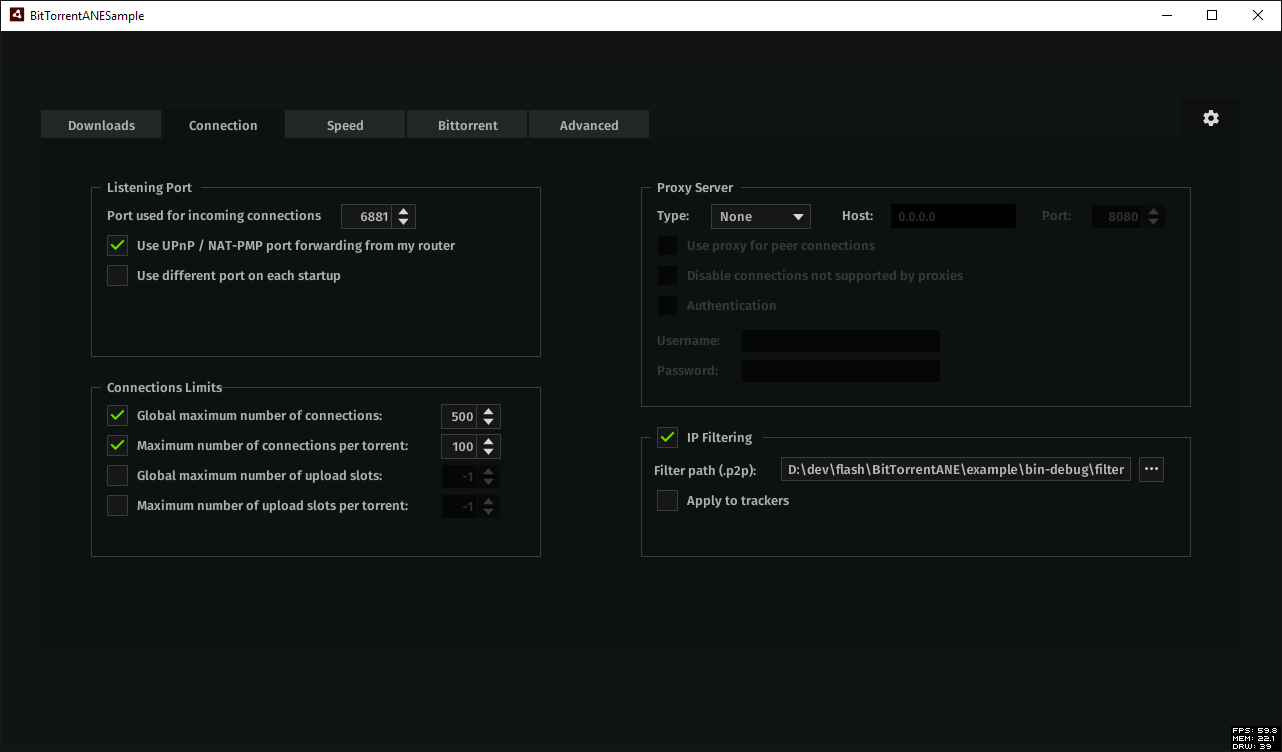 BitTorrentANESample
Downloads
Connection
Speed
Bittorrent
Advanced
Listening Port
Port used for incoming connections 6881
Use UPnP / NAT-PMP port forwarding from my router
Use different port on each startup
Connections Limits
Global maximum number of connections: 500
Maximum number of connections per torrent: 100
Global maximum number of upload slots: -1
Maximum number of upload slots per torrent: -1
Proxy Server
Type: None Host: 0.0.0.0 Port: 8080
Use proxy for peer connections
Disable connections not supported by proxies
Authentication
Username:
Password:
IP Filtering
Filter path (.p2p): D:\dev\flash\BitTorrentANE\example\bin-debug\filter ...
Apply to trackers
FPS: 59.8
MEM: 22.1
DRW: 39